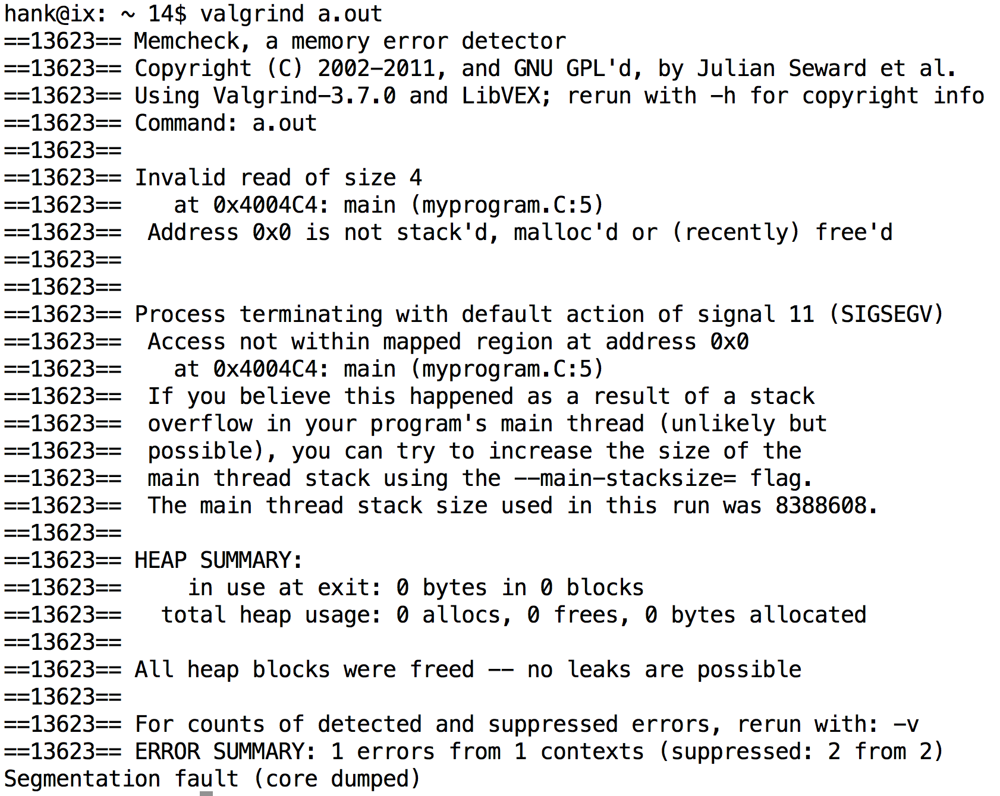 hank@ix: ~ 14$ valgrind a.out
==13623== Memcheck, a memory error detector
==13623== Copyright (C) 2002-2011, and GNU GPL'd, by Julian Seward et al.
==13623== Using Valgrind-3.7.0 and LibVEX; rerun with -h for copyright info
==13623== Command: a.out
==13623==
==13623== Invalid read of size 4
==13623==    at 0x4004C4: main (myprogram.C:5)
==13623==  Address 0x0 is not stack'd, malloc'd or (recently) free'd
==13623==
==13623==
==13623== Process terminating with default action of signal 11 (SIGSEGV)
==13623==  Access not within mapped region at address 0x0
==13623==    at 0x4004C4: main (myprogram.C:5)
==13623==  If you believe this happened as a result of a stack
==13623==  overflow in your program's main thread (unlikely but
==13623==  possible), you can try to increase the size of the
==13623==  main thread stack using the --main-stacksize= flag.
==13623==  The main thread stack size used in this run was 8388608.
==13623==
==13623== HEAP SUMMARY:
==13623==     in use at exit: 0 bytes in 0 blocks
==13623==   total heap usage: 0 allocs, 0 frees, 0 bytes allocated
==13623==
==13623== All heap blocks were freed -- no leaks are possible
==13623==
==13623== For counts of detected and suppressed errors, rerun with: -v
==13623== ERROR SUMMARY: 1 errors from 1 contexts (suppressed: 2 from 2)
Segmentation fault (core dumped)